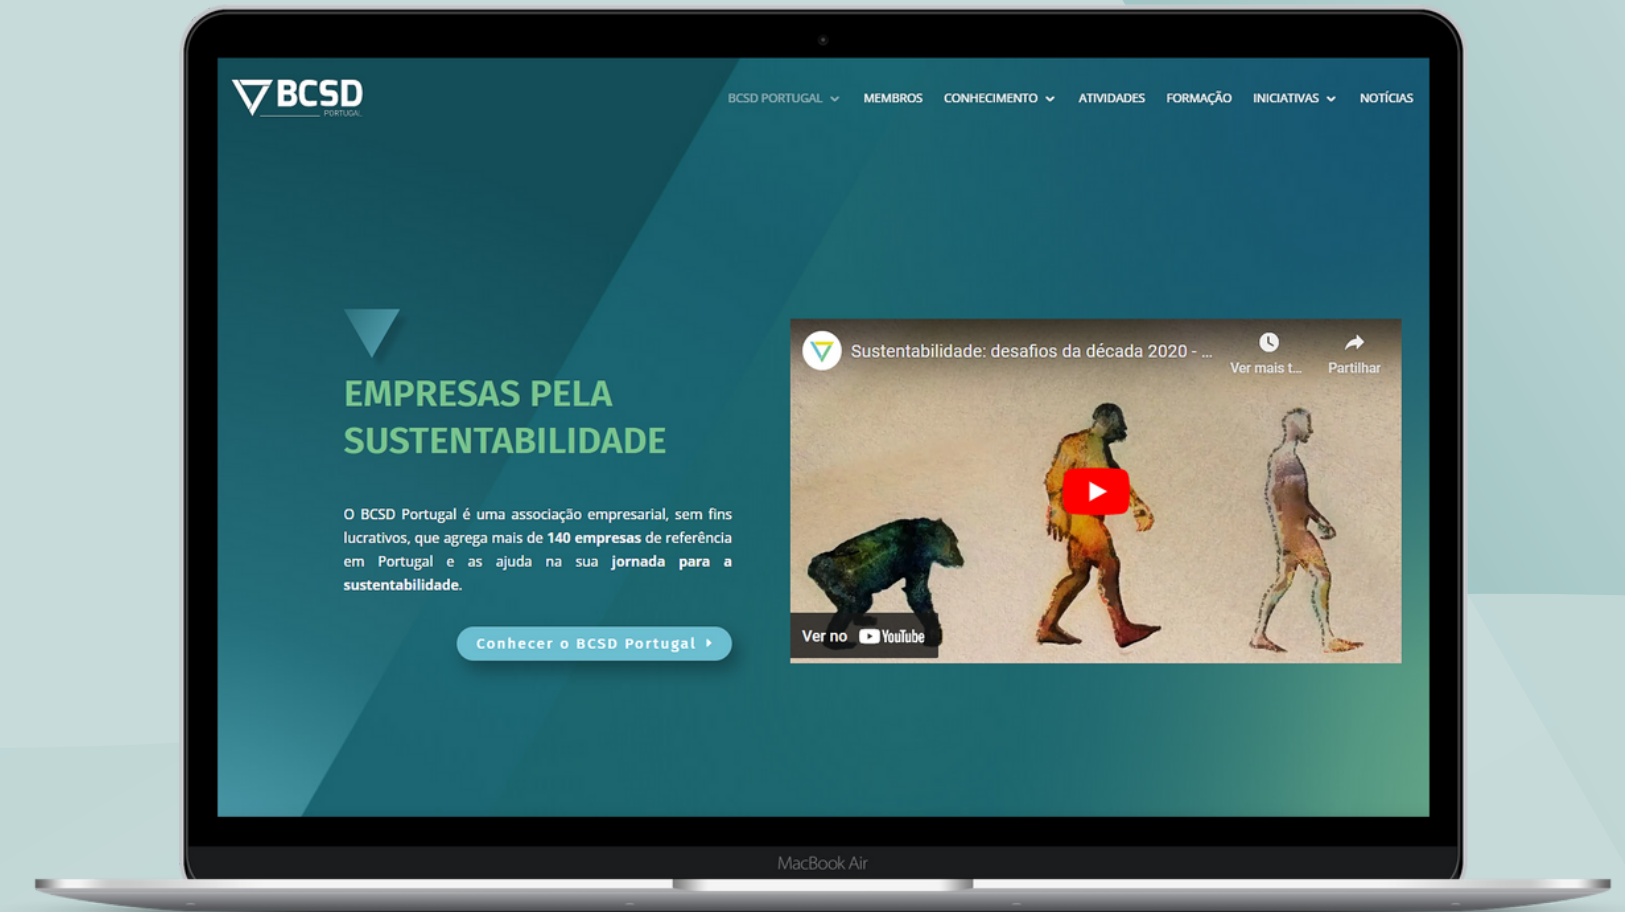 BCSD
PORTUGAL
BCSD PORTUGAL
MEMBROS
CONHECIMENTO
ATIVIDADES
FORMAÇÃO
INICIATIVAS
NOTÍCIAS
EMPRESAS PELA
SUSTENTABILIDADE
O BCSD Portugal é uma associação empresarial, sem fins
lucrativos, que agrega mais de 140 empresas de referência
em Portugal e as ajuda na sua jornada para a
sustentabilidade.
Conhecer o BCSD Portugal
Sustentabilidade: desafios da década 2020 - ...
Ver mais t...
Partilhar
Ver no YouTube
MacBook Air